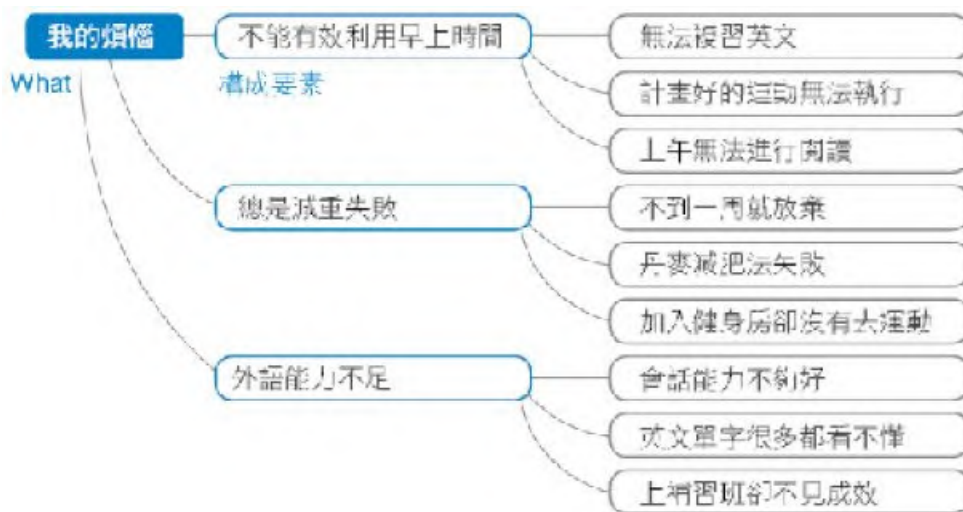 我的煩惱
What
不能有效利用早上時間
構成要素
無法複習英文
計畫好的運動無法執行
上午無法進行閱讀
總是減重失敗
不到一周就放棄
丹麥減肥法失敗
加入健身房卻沒有去運動
外語能力不足
會話能力不夠好
英文單字很多都看不懂
上補習班卻不見成效